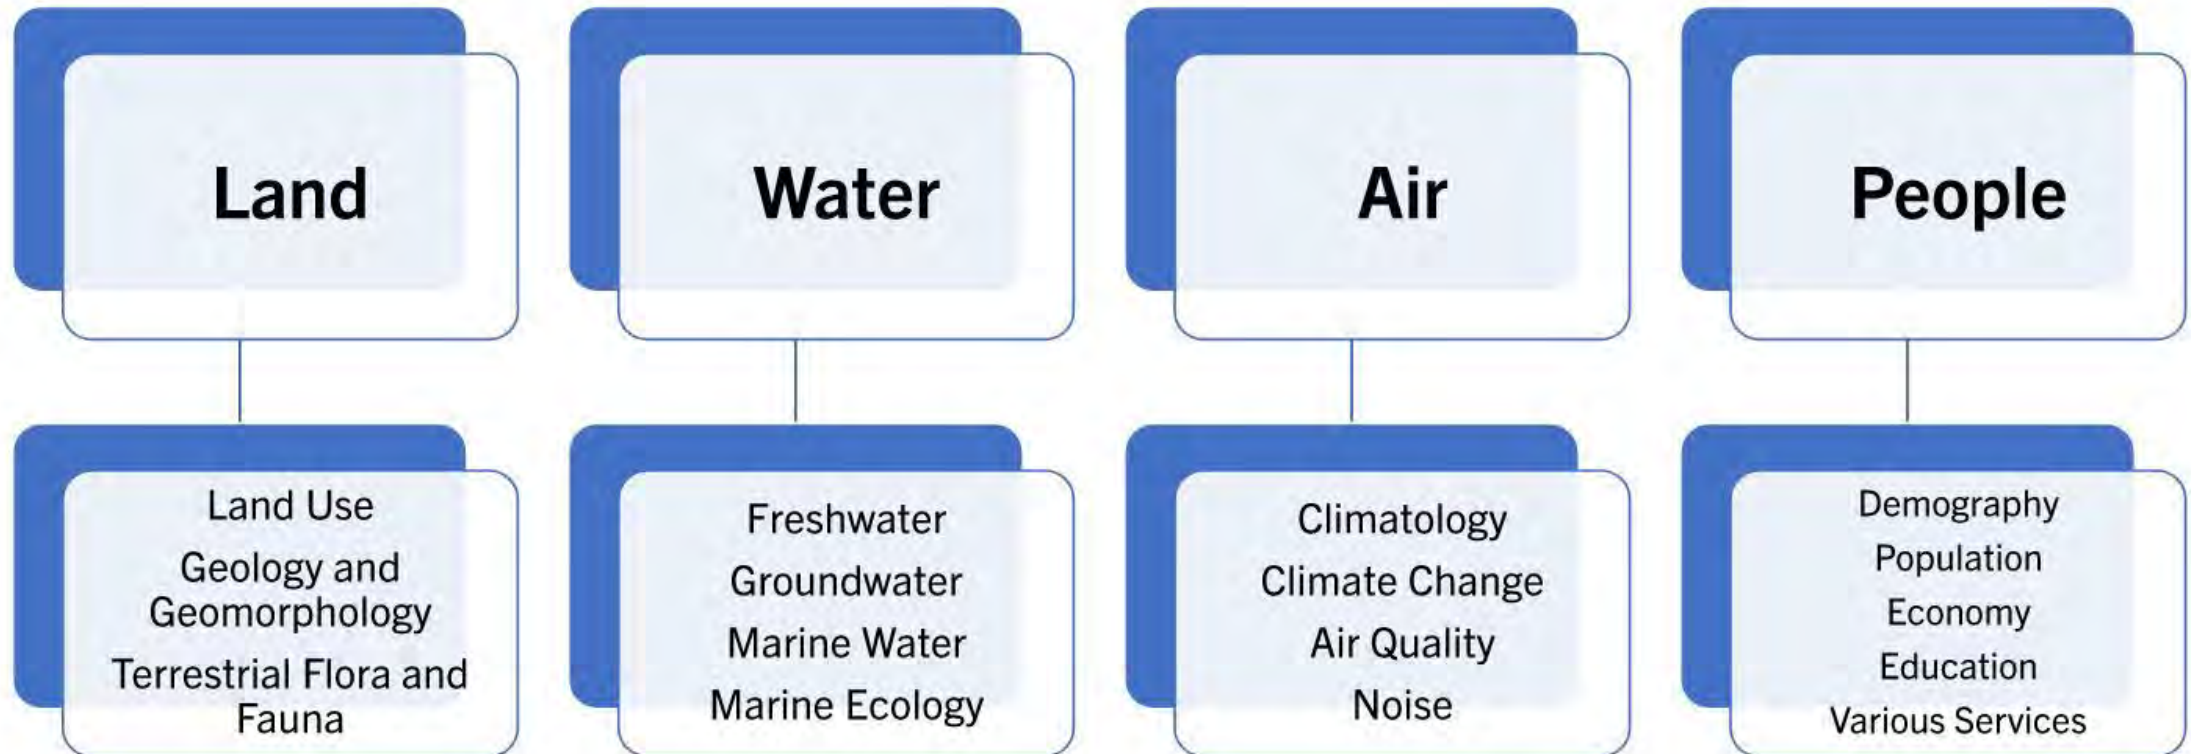 Land
Water
Air
People
Land Use
Geology and
Geomorphology
Terrestrial Flora and
Fauna
Freshwater
Groundwater
Marine Water
Marine Ecology
Climatology
Climate Change
Air Quality
Noise
Demography
Population
Economy
Education
Various Services